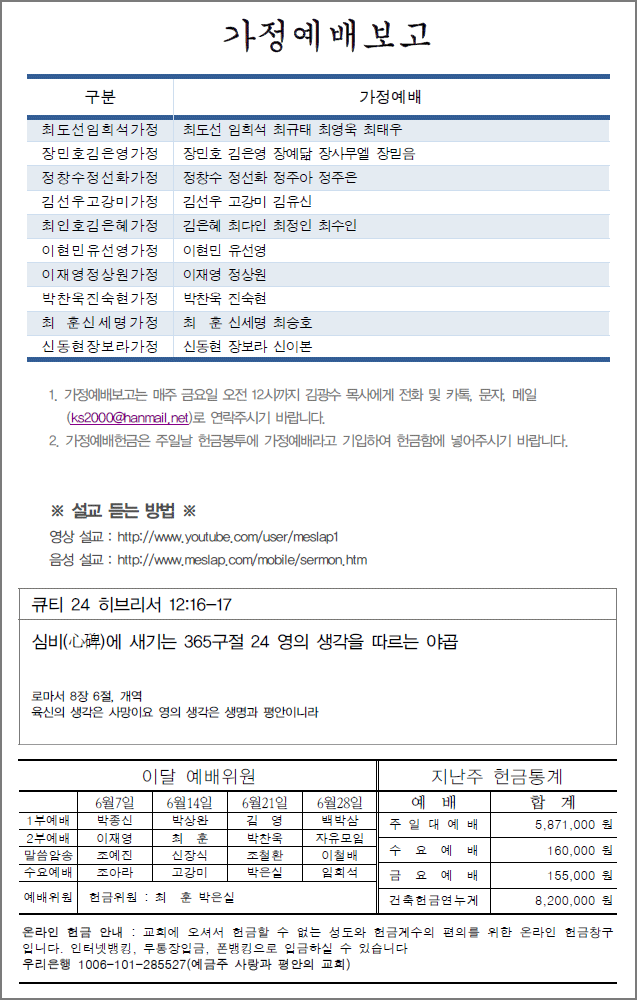 가정예배보고
구분 가정예배
최도선임희석가정 최도선 임희석 최규태 최영욱 최태우
장민호김은영가정 장민호 김은영 장예닮 장사무엘 장믿음
정창수정선화가정 정창수 정선화 정주아 정주은
김선우고강미가정 김선우 고강미 김유신
최인호김은혜가정 김은혜 최다인 최정인 최수인
이현민유선영가정 이현민 유선영
이재영정상원가정 이재영 정상원
박찬욱진숙현가정 박찬욱 진숙현
최 훈신세명가정 최 훈 신세명 최승호
신동현장보라가정 신동현 장보라 신이본
1. 가정예배보고는 매주 금요일 오전 12시까지 김광수 목사에게 전화 및 카톡, 문자, 메일
(ks2000@hanmail.net)로 연락주시기 바랍니다.
2. 가정예배헌금은 주일날 헌금봉투에 가정예배라고 기입하여 헌금함에 넣어주시기 바랍니다.
※ 설교 듣는 방법 ※
영상 설교 : http://www.youtube.com/user/meslap1
음성 설교 : http://www.meslap.com/mobile/sermon.htm
큐티 24 히브리서 12:16-17
심비(心碑)에 새기는 365구절 24 영의 생각을 따르는 야곱
로마서 8장 6절, 개역
육신의 생각은 사망이요 영의 생각은 생명과 평안이니라
이달 예배위원
6월7일 6월14일 6월21일 6월28일
1부예배 박종신 박상완 김 영 백박삼
2부예배 이재영 최 훈 박찬욱 자유모임
말씀암송 조예진 신장식 조철환 이철배
수요예배 조아라 고강미 박은실 임희석
예배위원 헌금위원 : 최 훈 박은실
지난주 헌금통계
예 배 합 계
주 일 대 예 배 5,871,000 원
수 요 예 배 160,000 원
금 요 예 배 155,000 원
건축헌금연누계 8,200,000 원
온라인 헌금 안내 : 교회에 오셔서 헌금할 수 없는 성도와 헌금계수의 편의를 위한 온라인 헌금창구
입니다. 인터넷뱅킹, 무통장입금, 폰뱅킹으로 입금하실 수 있습니다
우리은행 1006-101-285527(예금주 사랑과 평안의 교회)